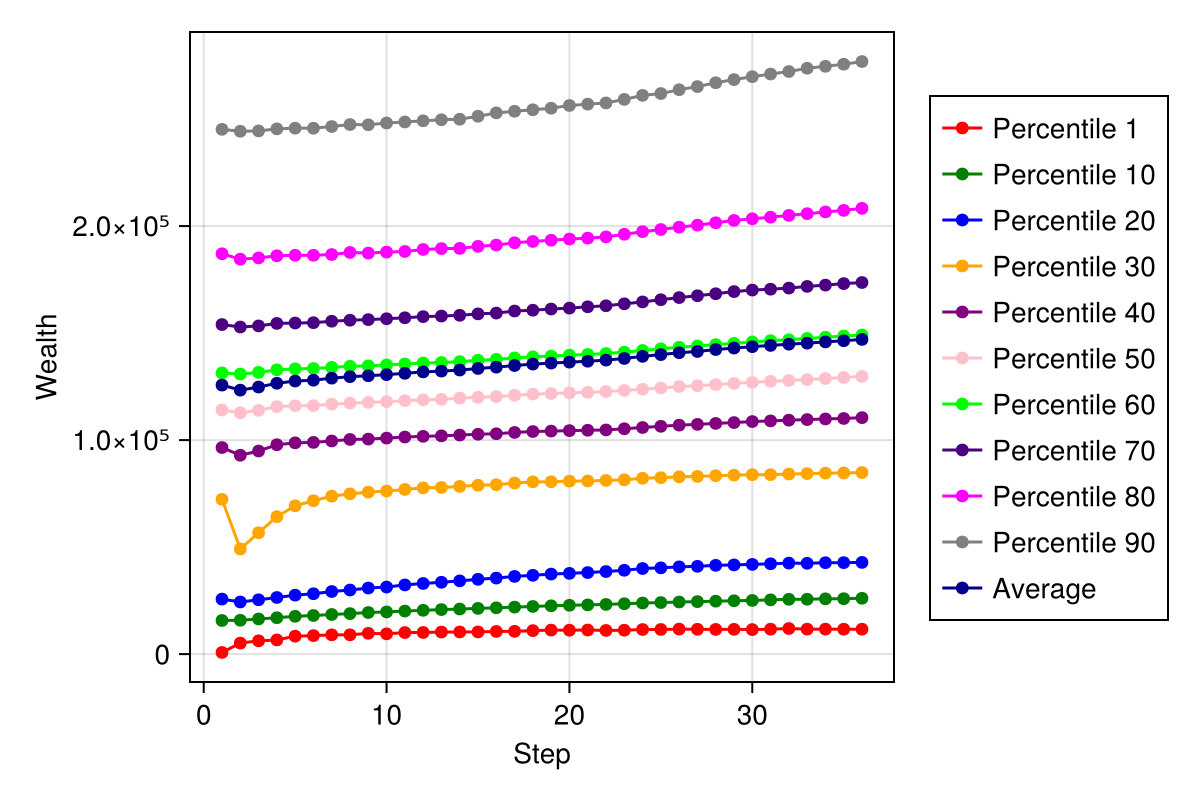 Wealth
2.0×10⁵
1.0×10⁵
0
0 10 20 30
Step
Percentile 1
Percentile 10
Percentile 20
Percentile 30
Percentile 40
Percentile 50
Percentile 60
Percentile 70
Percentile 80
Percentile 90
Average